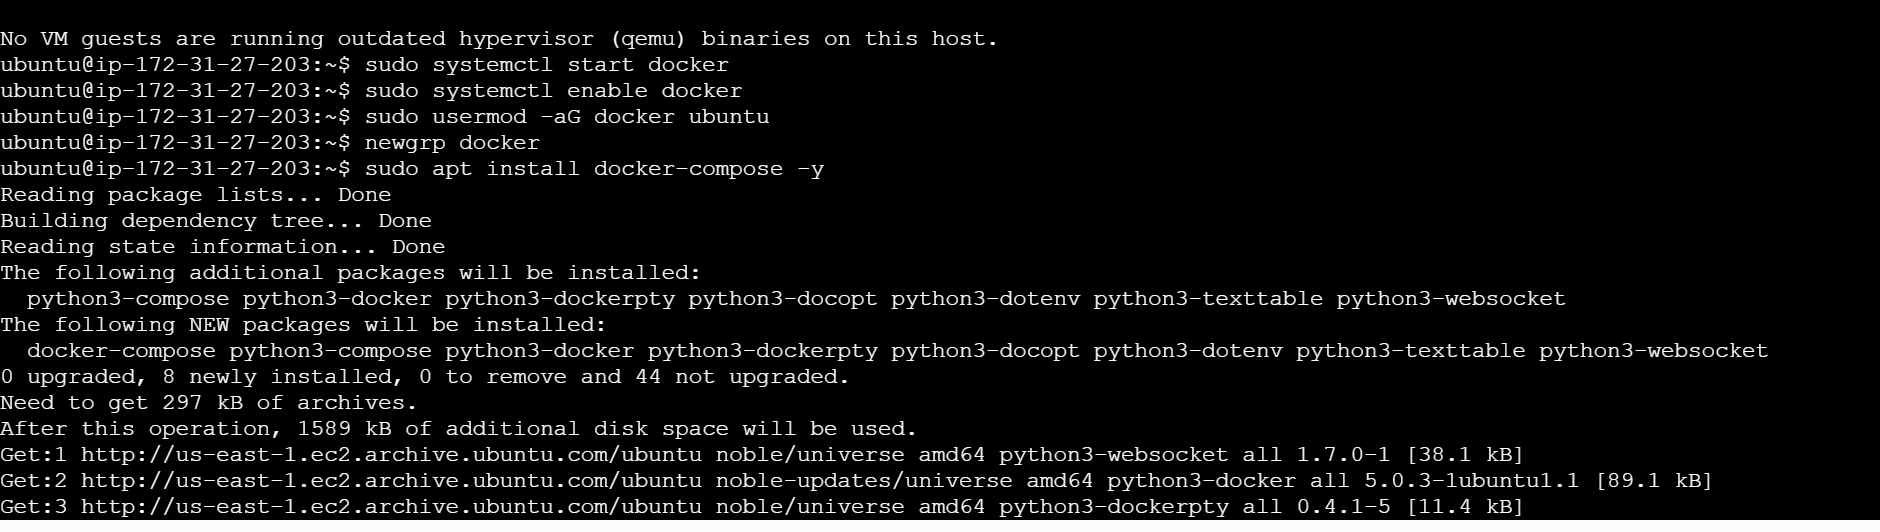 No VM guests are running outdated hypervisor (qemu) binaries on this host.
ubuntu@ip-172-31-27-203:~$ sudo systemctl start docker
ubuntu@ip-172-31-27-203:~$ sudo systemctl enable docker
ubuntu@ip-172-31-27-203:~$ sudo usermod -aG docker ubuntu
ubuntu@ip-172-31-27-203:~$ newgrp docker
ubuntu@ip-172-31-27-203:~$ sudo apt install docker-compose -y
Reading package lists... Done
Building dependency tree... Done
Reading state information... Done
The following additional packages will be installed:
  python3-compose python3-docker python3-dockerpty python3-docopt python3-dotenv python3-texttable python3-websocket
The following NEW packages will be installed:
  docker-compose python3-compose python3-docker python3-dockerpty python3-docopt python3-dotenv python3-texttable python3-websocket
0 upgraded, 8 newly installed, 0 to remove and 44 not upgraded.
Need to get 297 kB of archives.
After this operation, 1589 kB of additional disk space will be used.
Get:1 http://us-east-1.ec2.archive.ubuntu.com/ubuntu noble/universe amd64 python3-websocket all 1.7.0-1 [38.1 kB]
Get:2 http://us-east-1.ec2.archive.ubuntu.com/ubuntu noble-updates/universe amd64 python3-docker all 5.0.3-1ubuntu1.1 [89.1 kB]
Get:3 http://us-east-1.ec2.archive.ubuntu.com/ubuntu noble/universe amd64 python3-dockerpty all 0.4.1-5 [11.4 kB]